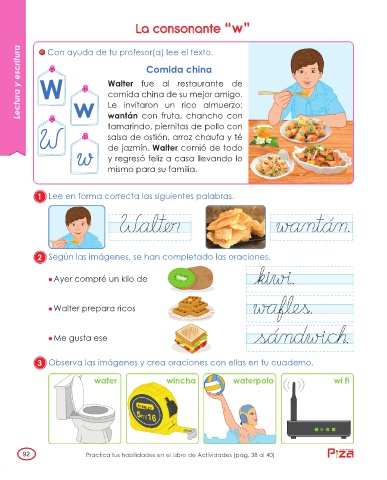 La consonante “w”
Lectura y escritura
Con ayuda de tu profesor(a) lee el texto.
Comida china
W
w
W
w
Walter fue al restaurante de
comida china de su mejor amigo.
Le invitaron un rico almuerzo:
wantán con fruta, chancho con
tamarindo, piernitas de pollo con
salsa de ostión, arroz chaufa y té
de jazmín. Walter comió de todo
y regresó feliz a casa llevando lo
mismo para su familia.
1 Lee en forma correcta las siguientes palabras.
Walter
wantán.
2 Según las imágenes, se han completado las oraciones.
• Ayer compré un kilo de kiwi.
• Walter prepara ricos wafles.
• Me gusta ese sándwich.
3 Observa las imágenes y crea oraciones con ellas en tu cuaderno.
water wincha waterpolo wi fi
5m/16
92
Practica tus habilidades en el Libro de Actividades (pág. 38 al 40)
Piza